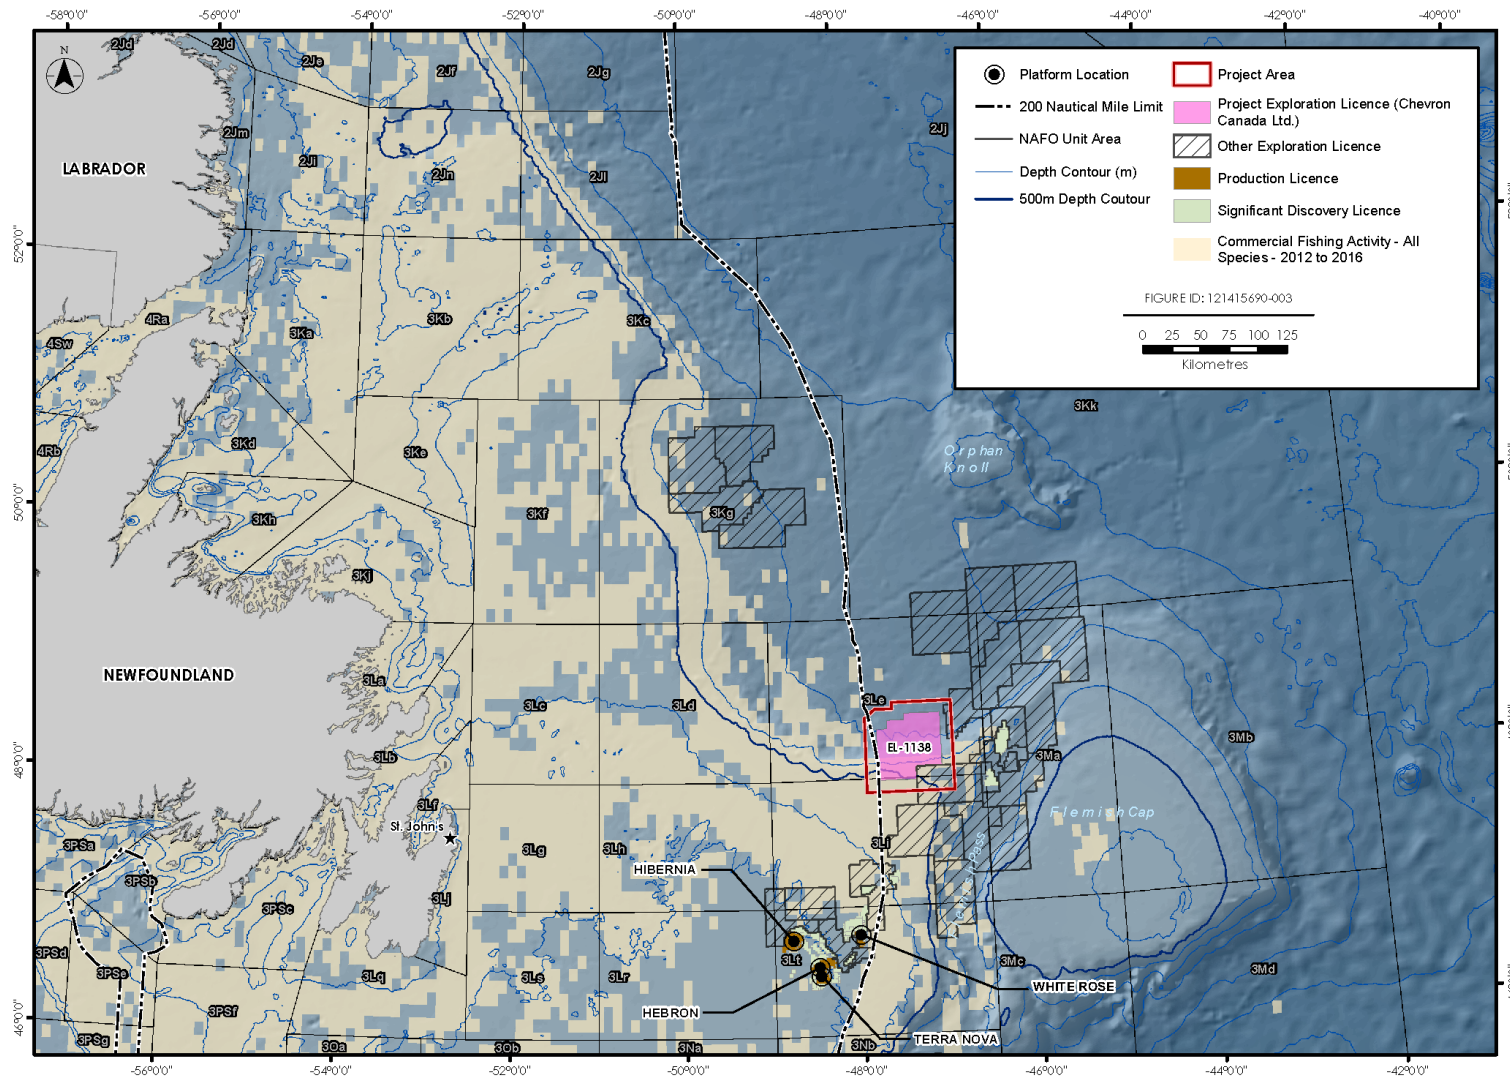 -58°0'0"
-56°0'0"
-54°0'0"
-52°0'0"
-50°0'0"
-48°0'0"
-46°0'0"
-44°0'0"
-42°0'0"
-40°0'0"
N
2Jd
2Jd
2Je
2Jf
2Jg
2Jj
2Jm
2Ji
2Jn
2Jl
LABRADOR
Platform Location
200 Nautical Mile Limit
NAFO Unit Area
Depth Contour (m)
500m Depth Coutour
Project Area
Project Exploration Licence (Chevron
Canada Ltd.)
Other Exploration Licence
Production Licence
Significant Discovery Licence
Commercial Fishing Activity - All
Species - 2012 to 2016
FIGURE ID: 121415690-003
0 25 50 75 100 125
Kilometres
52°0'0"
4Ra
4Sw
3Ka
3Kb
3Kc
3Kk
4Rb
3Kd
3Ke
Orphan
Knoll
50°0'0"
3Kh
3Kf
3Kg
3Kj
NEWFOUNDLAND
3La
3Lc
3Ld
3Le
EL-1138
3Lb
48°0'0"
3Ma
3Mb
3Lf
St. John's
Flemish Cap
3PSa
3Lg
3Lh
3Li
HIBERNIA
3PSb
3PSc
3Lj
3PSd
3PSe
3Lq
3Ls
3Lr
3Lt
3Mc
3Md
WHITE ROSE
HEBRON
3PSf
46°0'0"
TERRA NOVA
3PSg
3Oa
3Ob
3Na
3Nb
-56°0'0"
-54°0'0"
-52°0'0"
-50°0'0"
-48°0'0"
-46°0'0"
-44°0'0"
-42°0'0"